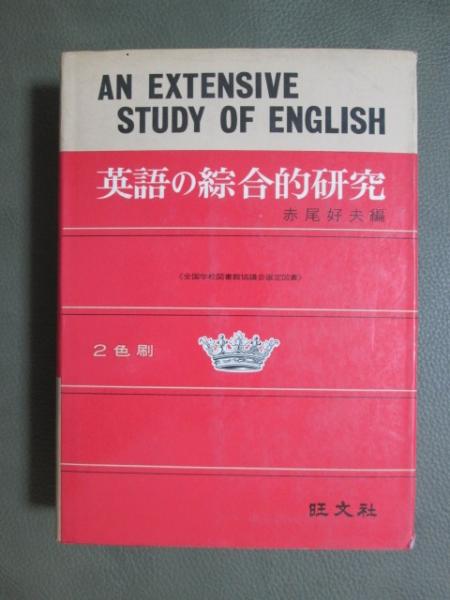 AN EXTENSIVE
STUDY OF ENGLISH
英語の綜合的研究
赤尾好夫編
《全国学校図書館協議会選定図書》
2色刷
旺文社